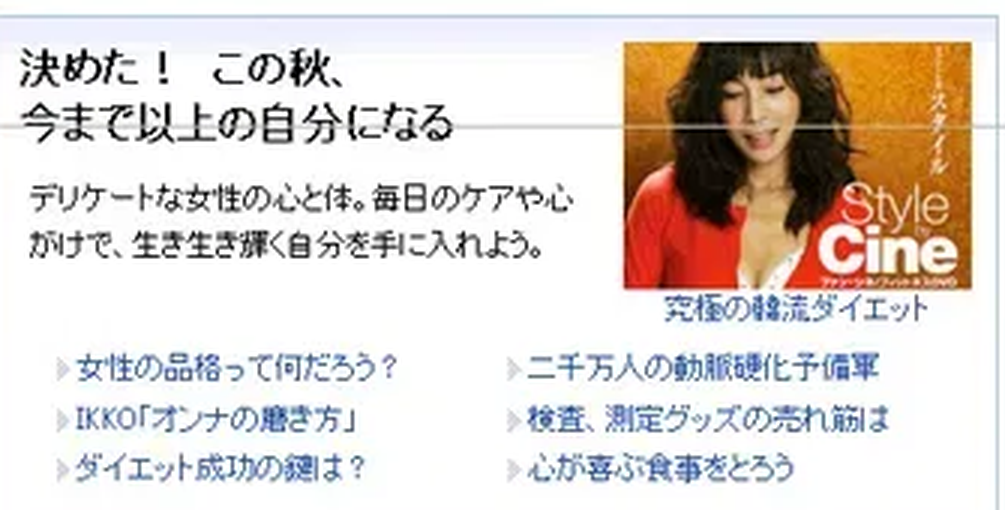 決めた！　この秋、
今まで以上の自分になる
デリケートな女性の心と体。毎日のケアや心
がけで、生き生き輝く自分を手に入れよう。
スタイル
Style
Cine
究極の韓流ダイエット
女性の品格って何だろう？
IKKO「オンナの磨き方」
ダイエット成功の鍵は？
二千万人の動脈硬化予備軍
検査、測定グッズの売れ筋は
心が喜ぶ食事をとろう